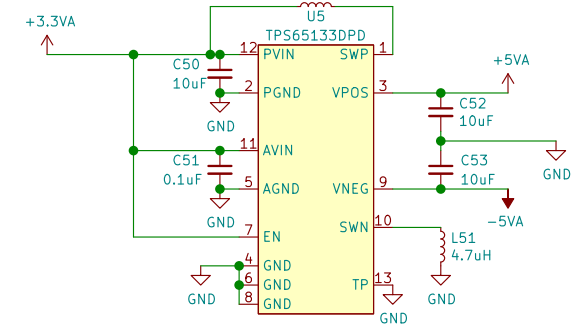 U5
+3.3VA
TPS65133DPD
12 PVIN SWP 1
C50
10uF
+5VA
2 PGND VPOS 3
C52
10uF
GND
11 AVIN
C51
0.1uF
C53
10uF
GND
5 AGND VNEG 9
GND
-5VA
7 EN SWN 10
L51
4.7uH
4 GND
6 GND TP 13
8 GND
GND
GND
GND